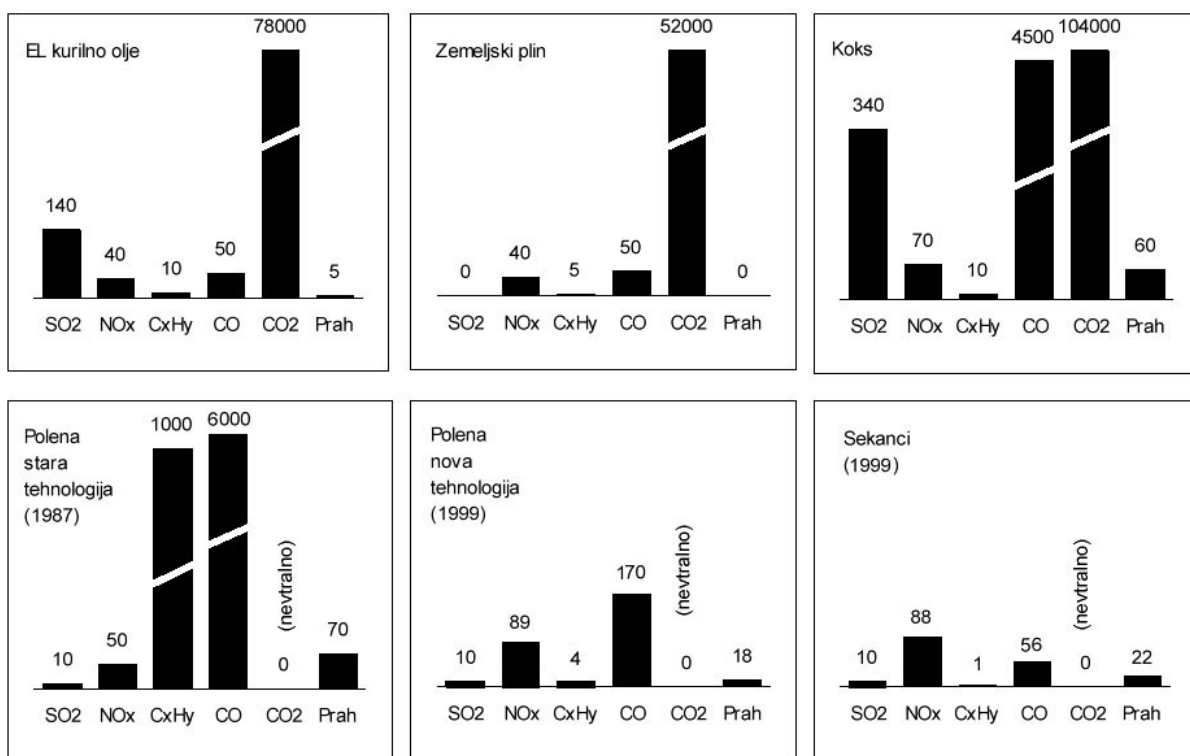 EL kurilno olje
78000
140
40
10
50
5
SO2 NOx CxHy CO CO2 Prah
Zemeljski plin
52000
0
40
5
50
0
SO2 NOx CxHy CO CO2 Prah
Koks
4500
104000
340
70
10
60
SO2 NOx CxHy CO CO2 Prah
Polena
stara
tehnologija
(1987)
1000
6000
10
50
(nevtralno)
0
70
SO2 NOx CxHy CO CO2 Prah
Polena
nova
tehnologija
(1999)
10
89
4
170
(nevtralno)
0
18
SO2 NOx CxHy CO CO2 Prah
Sekanci
(1999)
10
88
1
56
(nevtralno)
0
22
SO2 NOx CxHy CO CO2 Prah